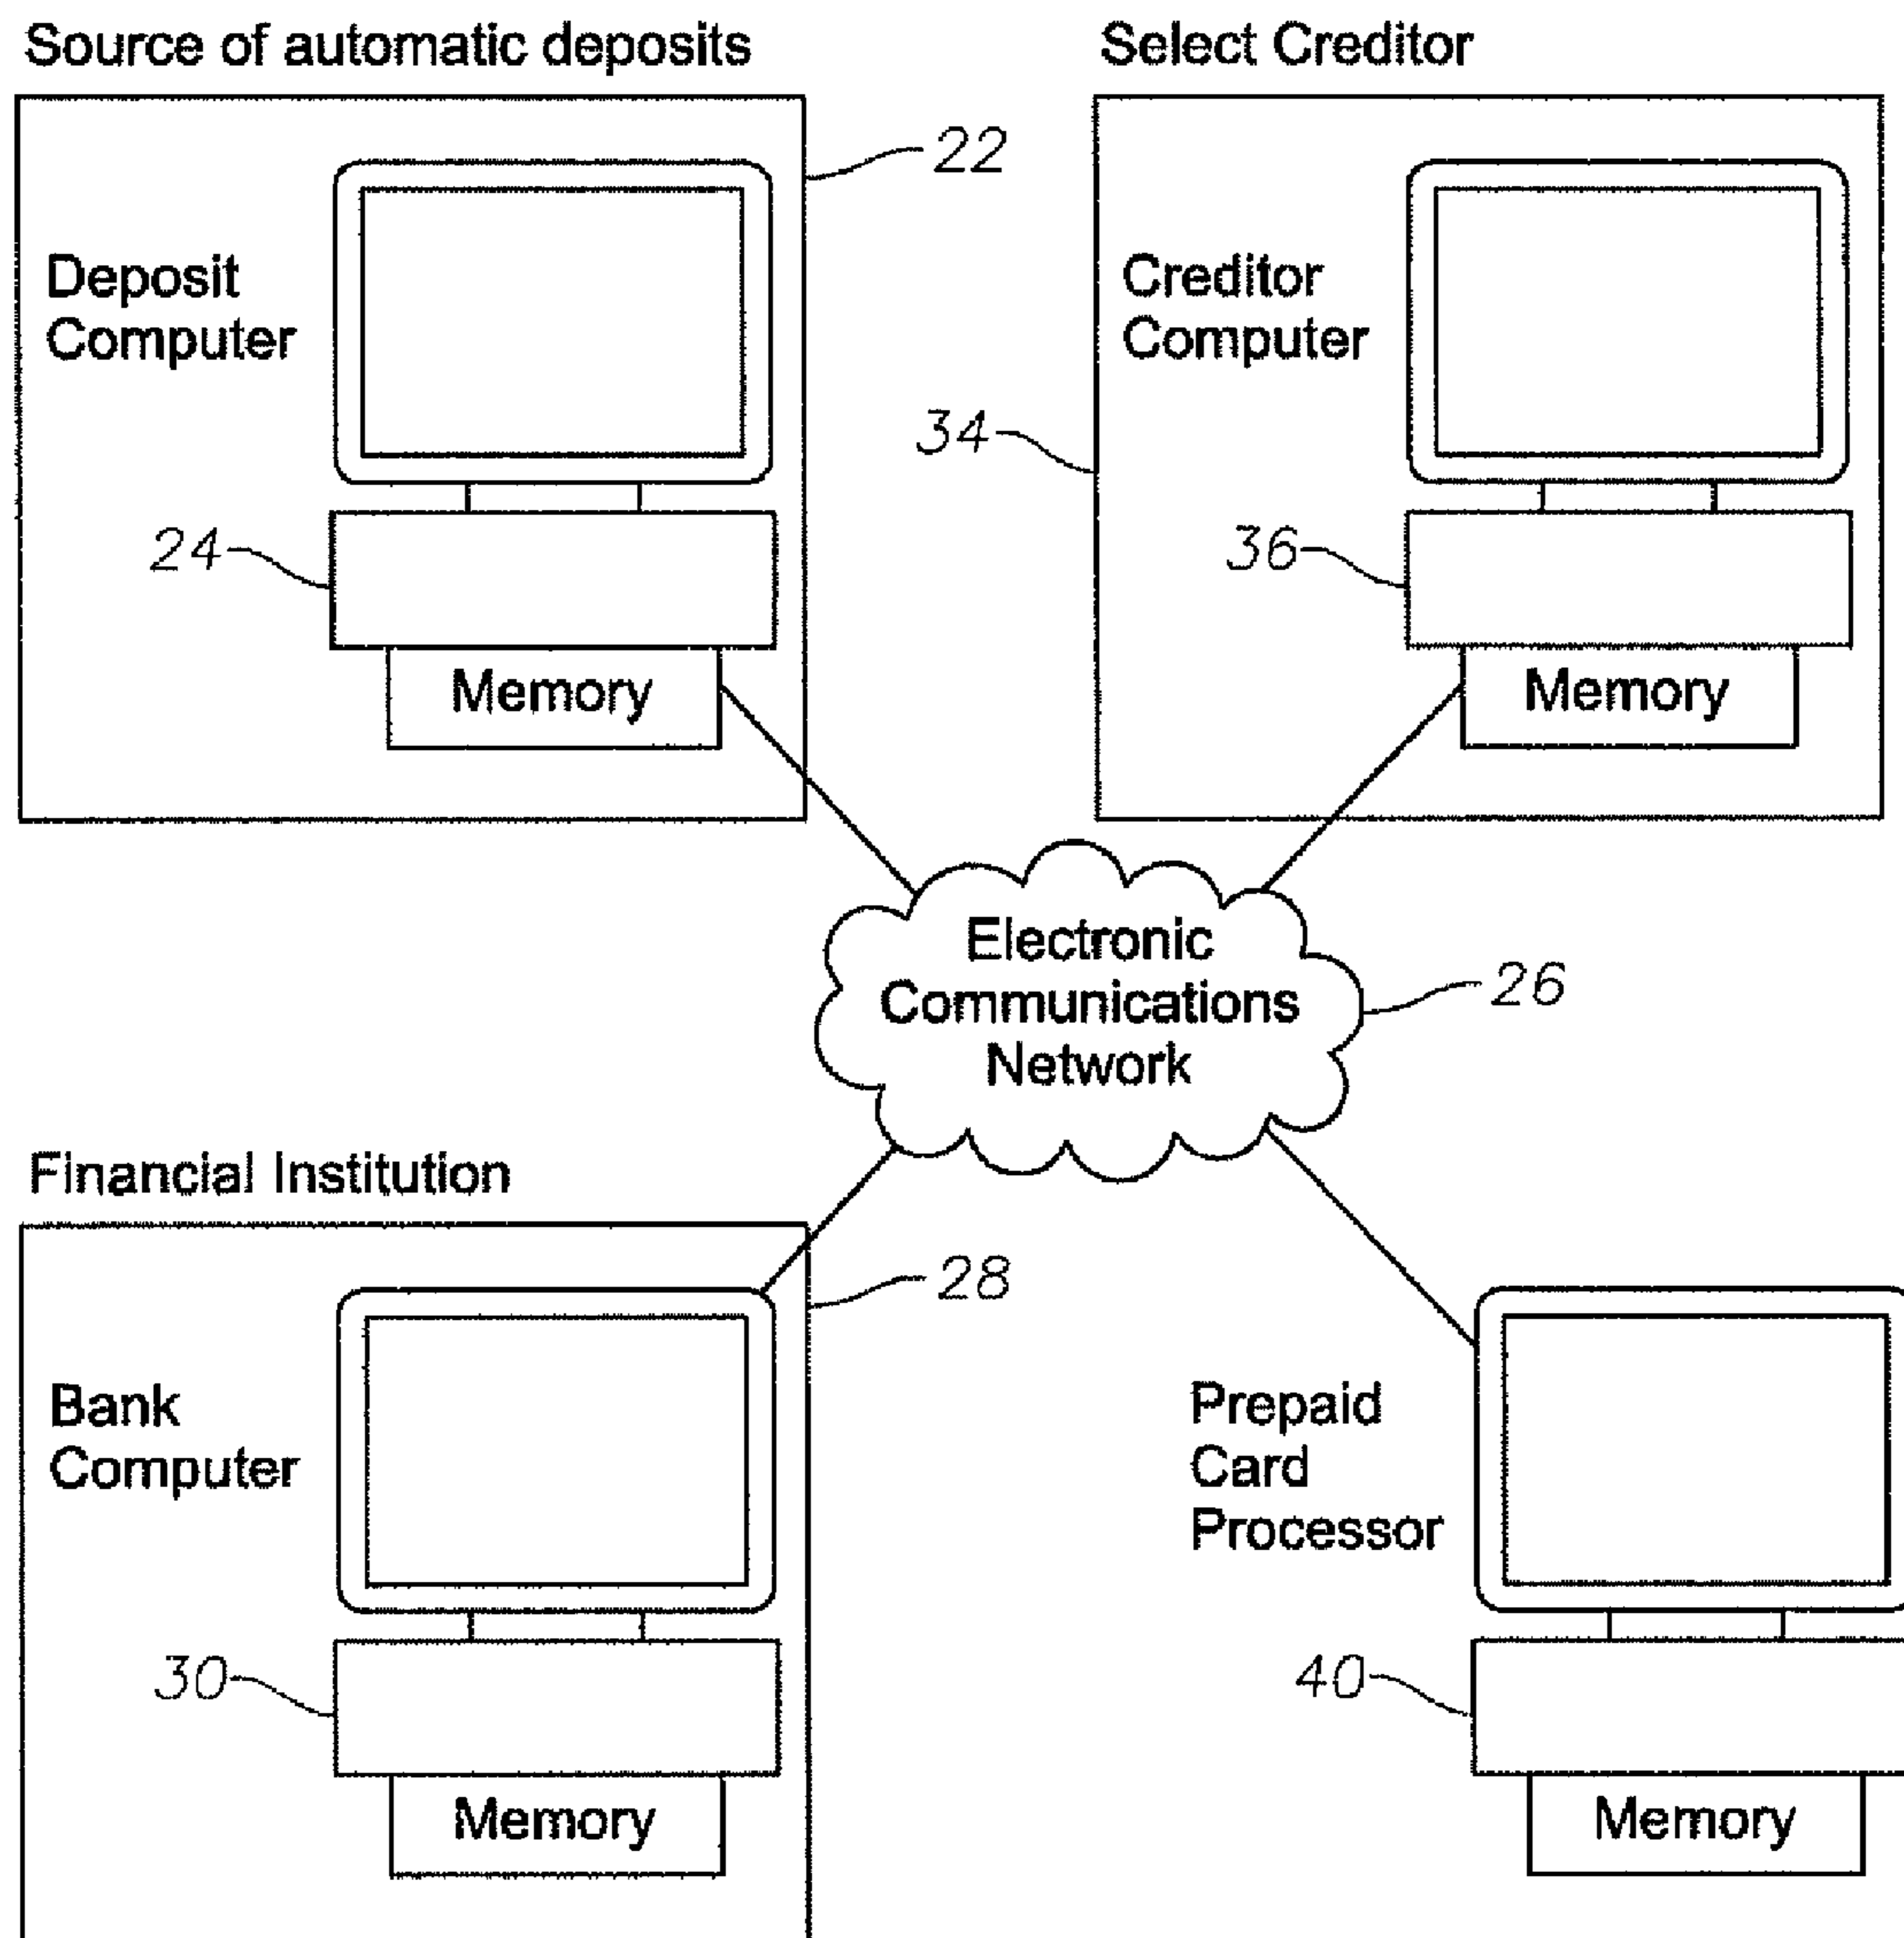 Source of automatic deposits
Select Creditor
22
Deposit
Computer
Creditor
Computer
34
24
36
Memory
Memory
Electronic
Communications
Network
26
Financial Institution
28
Bank
Computer
Prepaid
Card
Processor
30
40
Memory
Memory